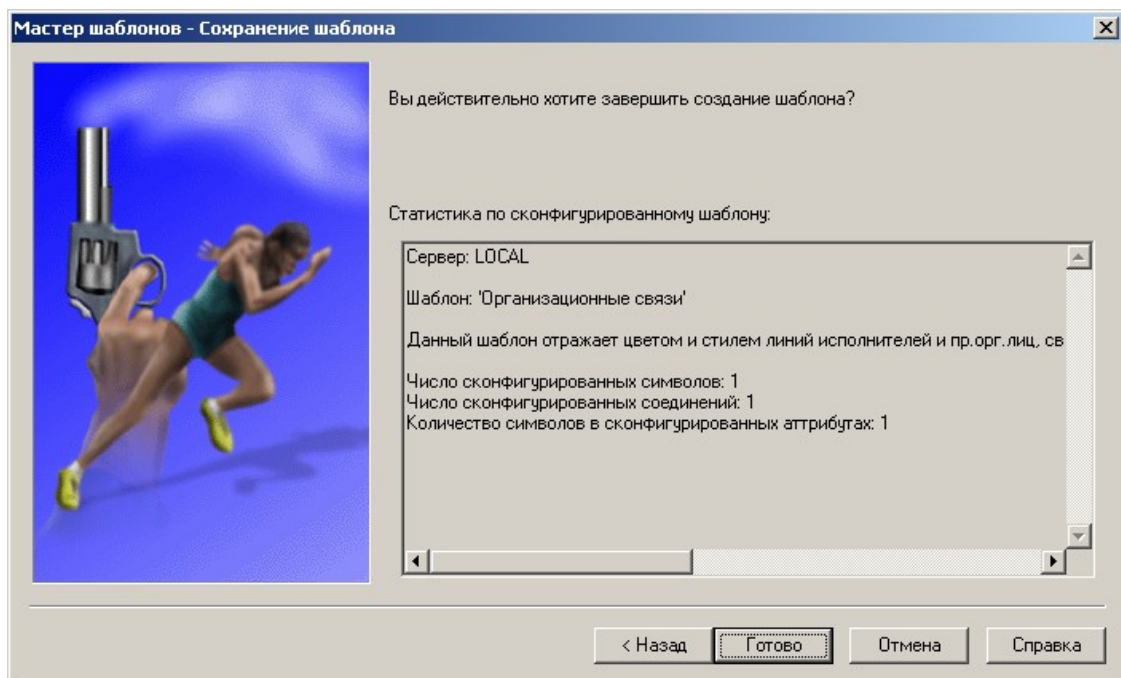 Мастер шаблонов - Сохранение шаблона
Вы действительно хотите завершить создание шаблона?
Статистика по сконфигурированному шаблону:
Сервер: LOCAL
Шаблон: 'Организационные связи'
Данный шаблон отражает цветом и стилем линий исполнителей и пр.орг.лиц, св
Число сконфигурированных символов: 1
Число сконфигурированных соединений: 1
Количество символов в сконфигурированных аттрибутах: 1
< Назад Готово Отмена Справка